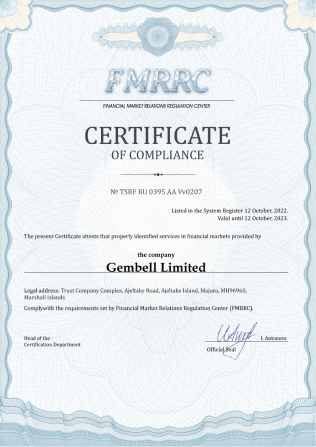 FMRRC
FINANCIAL MARKET RELATIONS REGULATION CENTER
CERTIFICATE
OF COMPLIANCE
№ TSRF RU 0395 AA Vv0207
Listed in the System Register 12 October, 2022.
Valid until 12 October, 2023.
The present Certificate attests that properly identified services in financial markets provided by
the company
Gembell Limited
Legal address: Trust Company Complex, Ajeltake Road, Ajeltake Island, Majuro, MH96960,
Marshall Islands
Complywith the requirements set by Financial Market Relations Regulation Center (FMRRC).
Head of the
Certification Department
I. Antonova
Official Seal